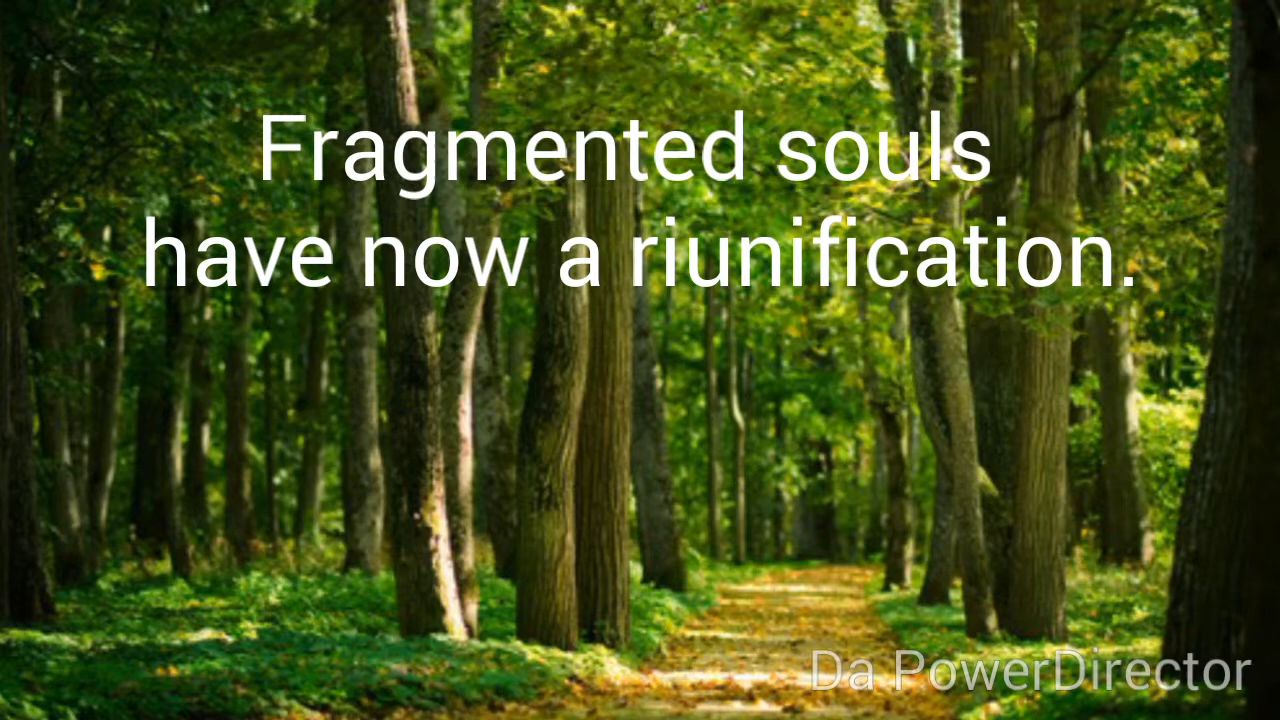 Fragmented souls
have now a riunification.
Da PowerDirector